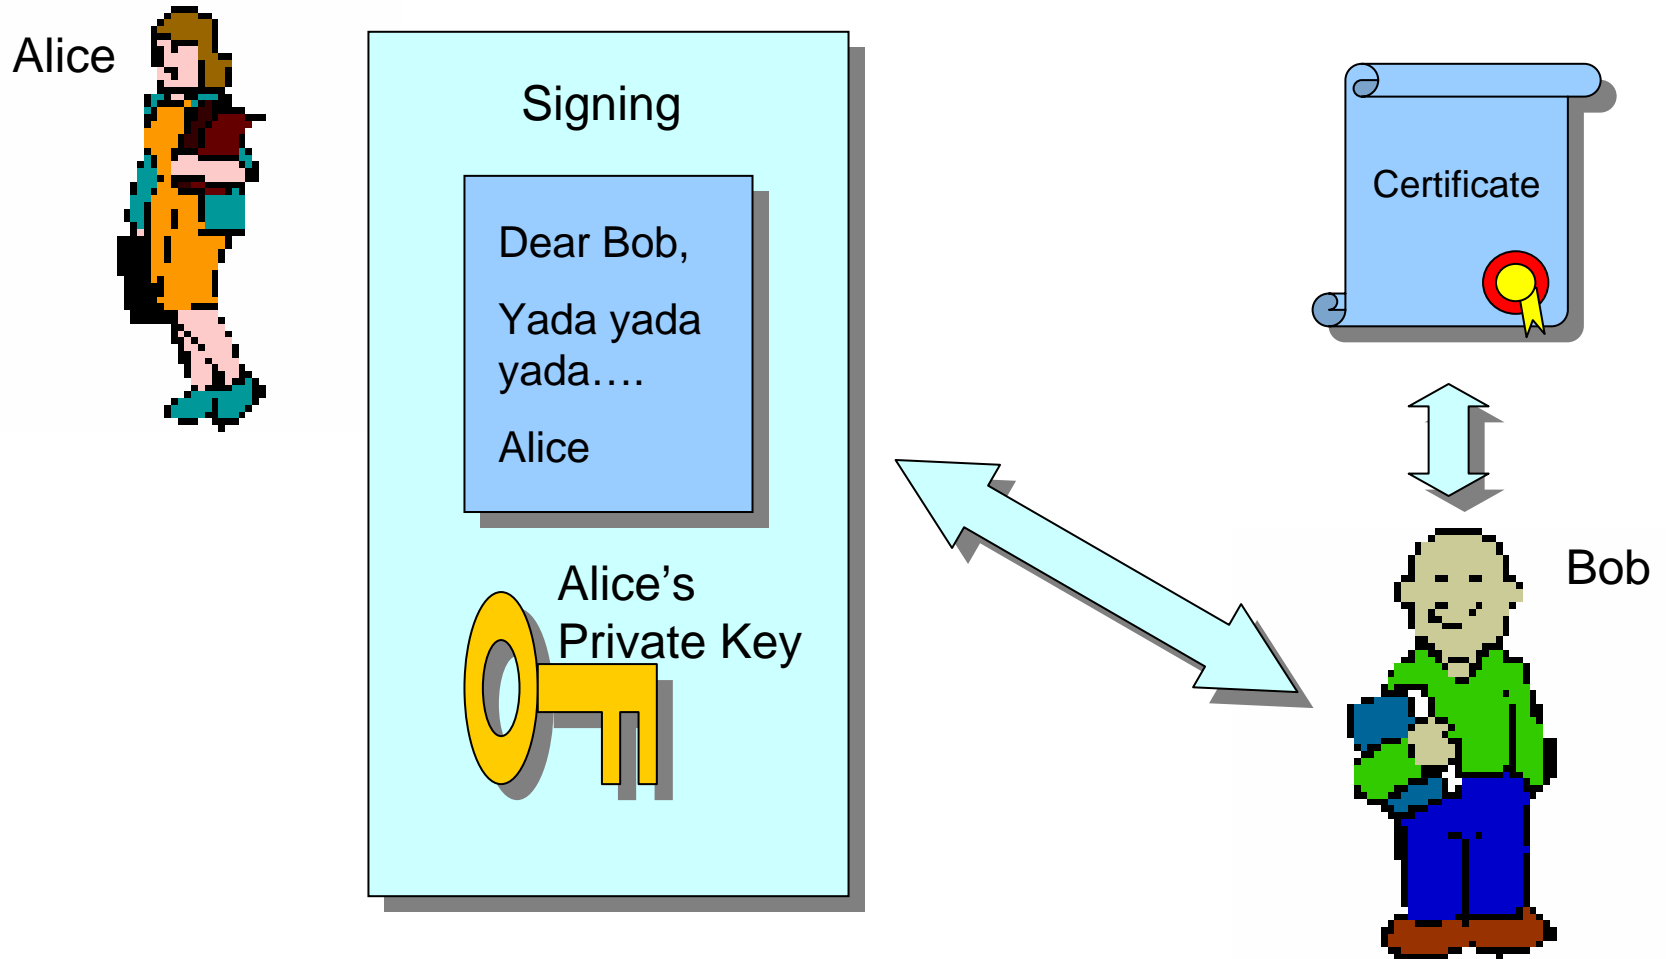 Alice
Signing
Dear Bob,
Yada yada
yada….
Alice
Alice’s
Private Key
Certificate
Bob